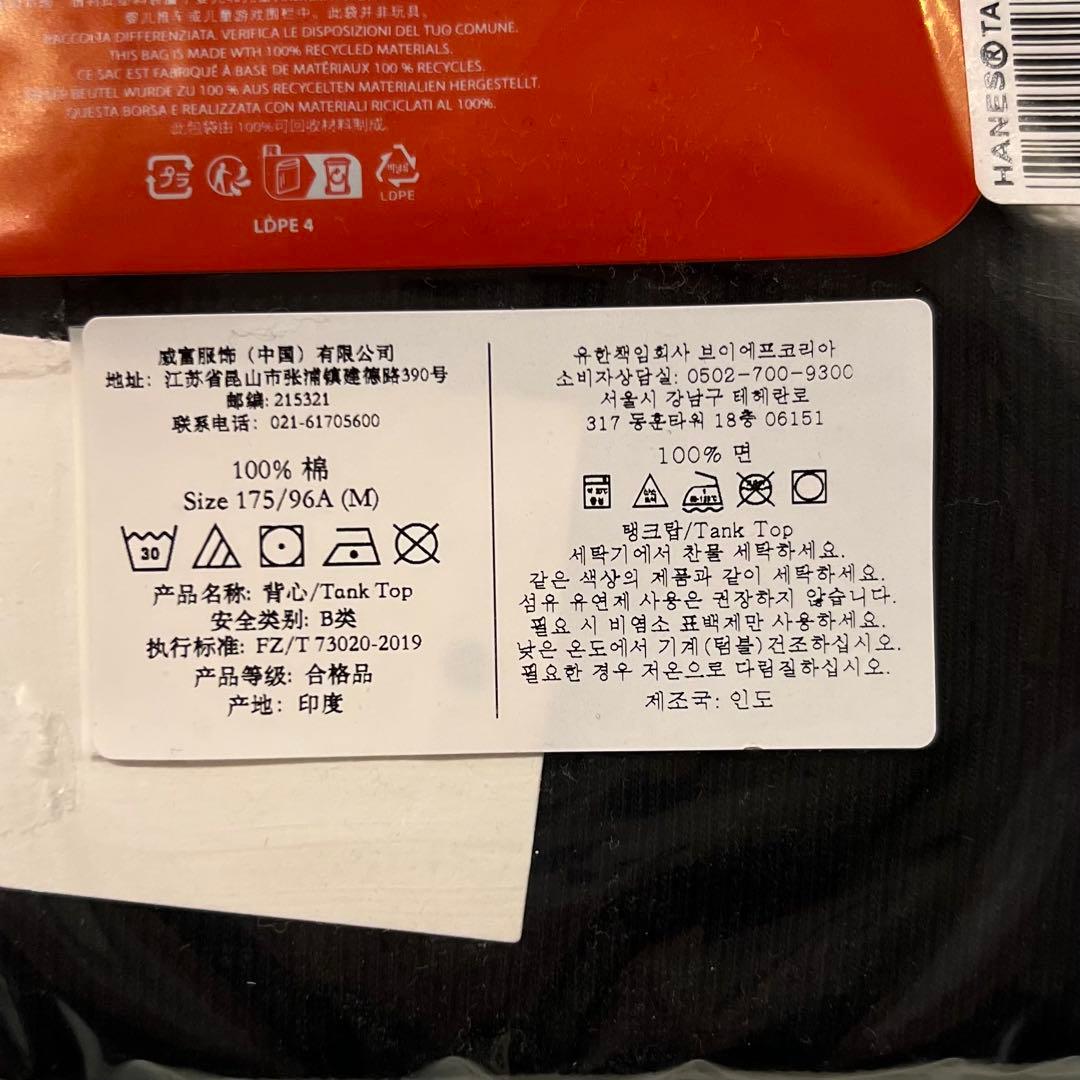 婴儿推车或儿童游戏围栏中。此袋并非玩具。
RACCOLTA DIFFERENZIATA. VERIFICA LE DISPOSIZIONI DEL TUO COMUNE.
THIS BAG IS MADE WTH 100% RECYCLED MATERIALS.
CE SAC EST FABRIQUÉ À BASE DE MATÉRIAUX 100 % RECYCLES.
BEUTEL WURDE ZU 100 % AUS RECYCELTEN MATERIALIEN HERGESTELLT.
QUESTA BORSA E REALIZZATA CON MATERIALI RICICLATI AL 100%.
此包袋由 100%可回收材料制成
プラ
비닐류
LDPE
LDPE 4
HANES®TA
威富服饰（中国）有限公司
地址：江苏省昆山市张浦镇建德路390号
邮编: 215321
联系电话：021-61705600
100% 棉
Size 175/96A (M)
30
产品名称: 背心/Tank Top
安全类别: B类
执行标准: FZ/T 73020-2019
产品等级: 合格品
产地：印度
유한책임회사 브이에프코리아
소비자상담실: 0502-700-9300
서울시 강남구 테헤란로
317 동훈타워 18층 06151
100% 면
탱크탑/Tank Top
세탁기에서 찬물 세탁하세요.
같은 색상의 제품과 같이 세탁하세요.
섬유 유연제 사용은 권장하지 않습니다.
필요 시 비염소 표백제만 사용하세요.
낮은 온도에서 기계(텀블)건조하십시오.
필요한 경우 저온으로 다림질하십시오.
제조국: 인도